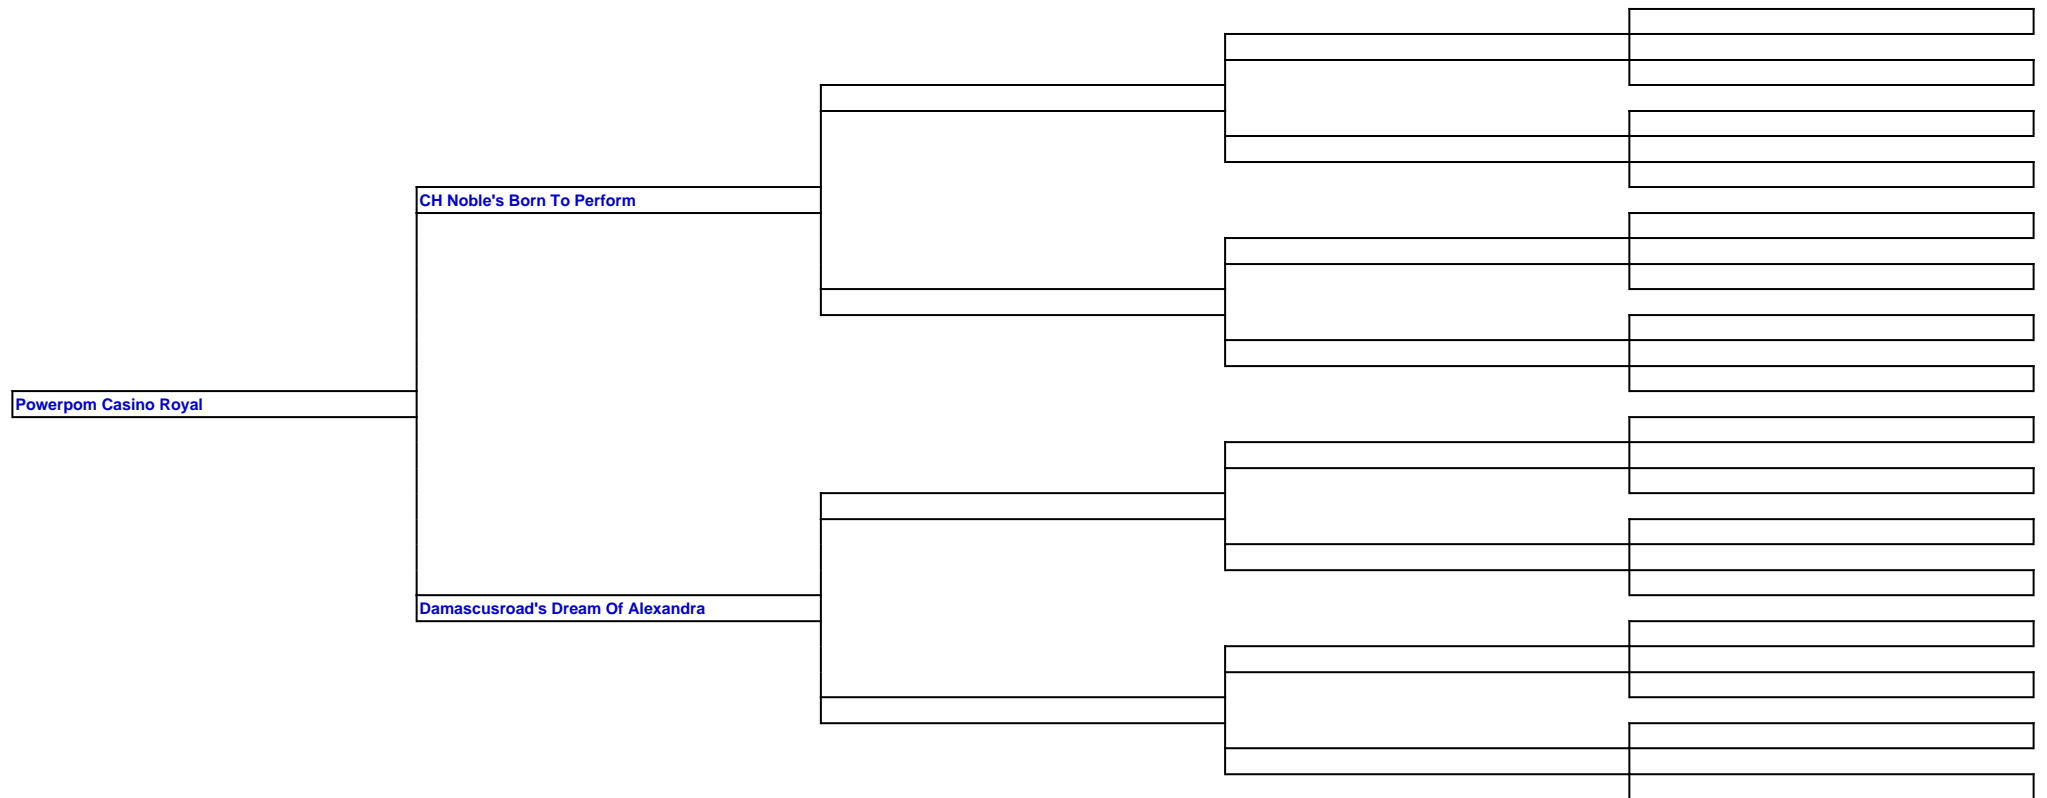 CH Noble's Born To Perform
Powerpom Casino Royal
Damascusroad's Dream Of Alexandra